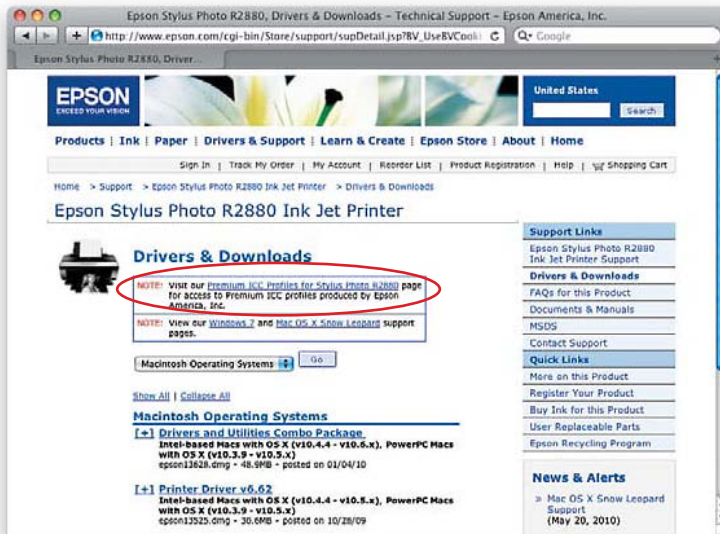 Epson Stylus Photo R2880, Drivers & Downloads – Technical Support – Epson America, Inc.
http://www.epson.com/cgi-bin/Store/support/supDetail.jsp?BV_UseBVCooki
Google
Epson Stylus Photo R2880, Driver...
EPSON
EXCEED YOUR VISION
United States
Search
Products | Ink | Paper | Drivers & Support | Learn & Create | Epson Store | About | Home
Sign In | Track My Order | My Account | Reorder List | Product Registration | Help | Shopping Cart
Home > Support > Epson Stylus Photo R2880 Ink Jet Printer > Drivers & Downloads
Epson Stylus Photo R2880 Ink Jet Printer
Drivers & Downloads
NOTE: Visit our Premium ICC Profiles for Stylus Photo R2880 page
for access to Premium ICC profiles produced by Epson
America, Inc.
NOTE: View our Windows 7 and Mac OS X Snow Leopard support
pages.
Macintosh Operating Systems
Go
Show All | Collapse All
Macintosh Operating Systems
[+] Drivers and Utilities Combo Package
Intel-based Macs with OS X (v10.4.4 - v10.6.x), PowerPC Macs
with OS X (v10.3.9 - v10.5.x)
epson13628.dmg - 48.9MB - posted on 01/04/10
[+] Printer Driver v6.62
Intel-based Macs with OS X (v10.4.4 - v10.5.x), PowerPC Macs
with OS X (v10.3.9 - v10.5.x)
epson13525.dmg - 30.6MB - posted on 10/28/09
Support Links
Epson Stylus Photo R2880
Ink Jet Printer Support
Drivers & Downloads
FAQs for this Product
Documents & Manuals
MSDS
Contact Support
Quick Links
More on this Product
Register Your Product
Buy Ink for this Product
User Replaceable Parts
Epson Recycling Program
News & Alerts
» Mac OS X Snow Leopard
Support
(May 20, 2010)